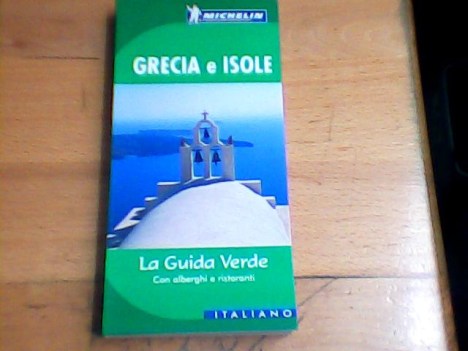 MICHELIN
GRECIA e ISOLE
La Guida Verde
Con alberghi e ristoranti
ITALIANO